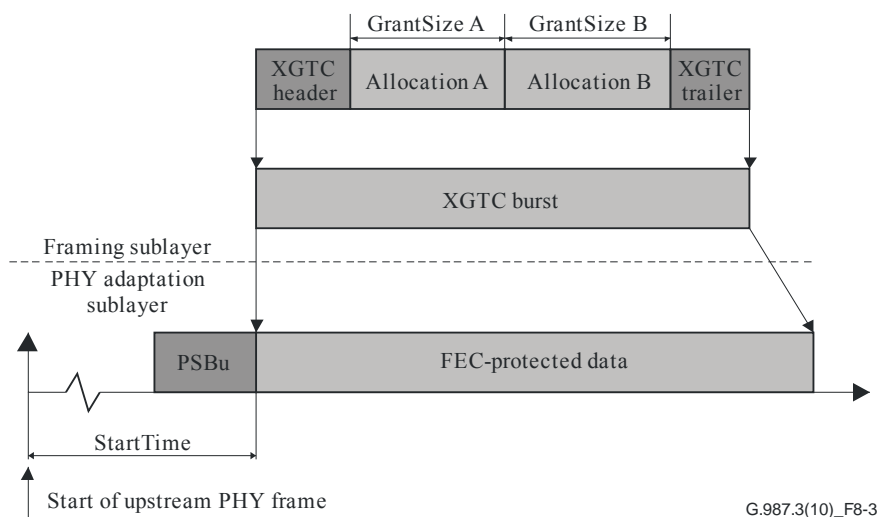 GrantSize A
GrantSize B
XGTC
header
Allocation A
Allocation B
XGTC
trailer
XGTC burst
Framing sublayer
PHY adaptation
sublayer
PSBu
FEC-protected data
StartTime
Start of upstream PHY frame
G.987.3(10)_F8-3